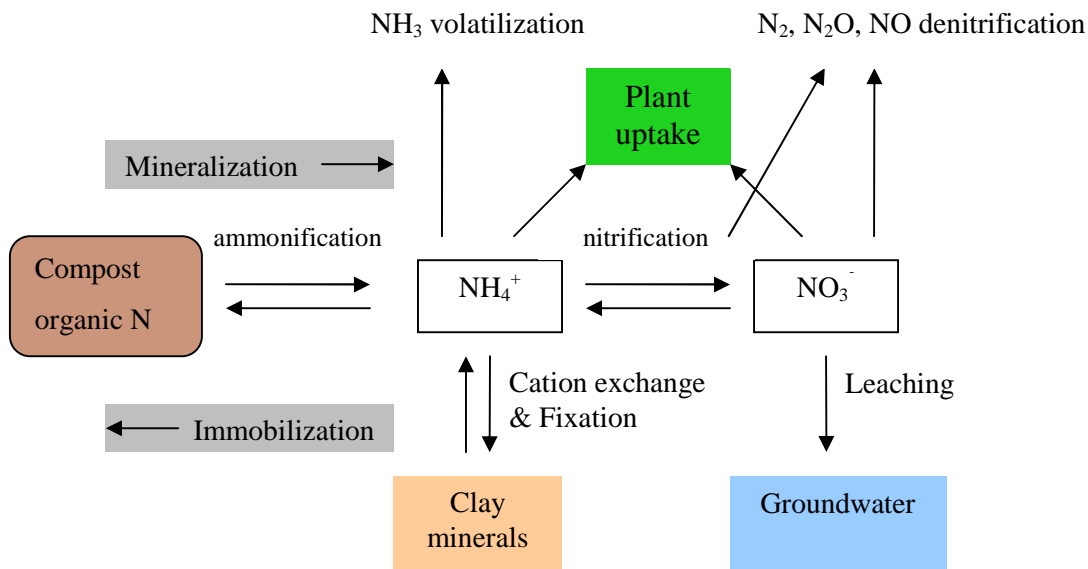 NH₃ volatilization
N₂, N₂O, NO denitrification
Plant
uptake
Mineralization
ammonification
nitrification
Compost
organic N
NH₄⁺
NO₃⁻
Cation exchange
& Fixation
Leaching
Immobilization
Clay
minerals
Groundwater